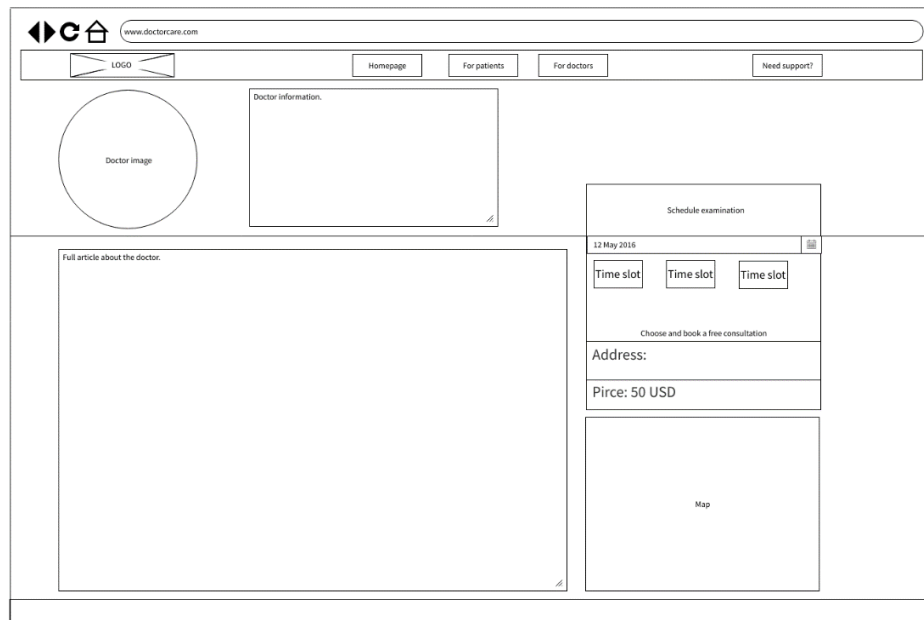 www.doctorcare.com
LOGO
Homepage
For patients
For doctors
Need support?
Doctor image
Doctor information.
Schedule examination
12 May 2016
Full article about the doctor.
Time slot
Time slot
Time slot
Choose and book a free consultation
Address:
Pirce: 50 USD
Map